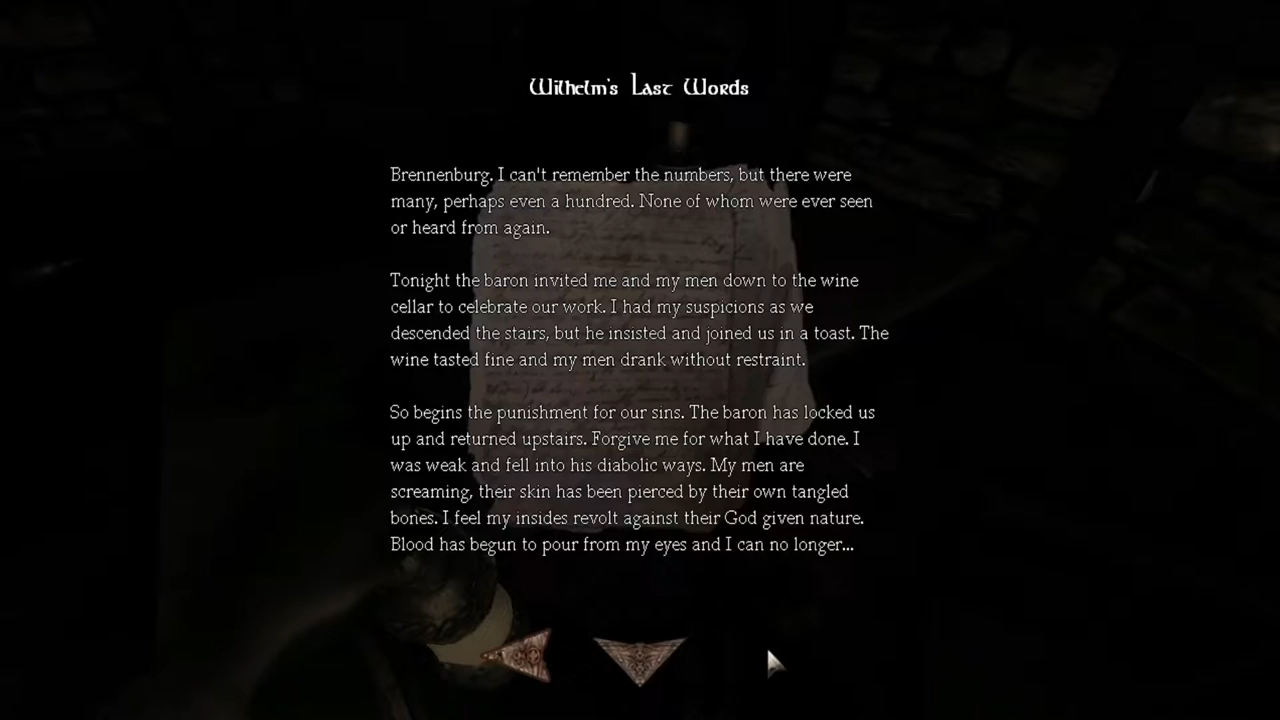 Wilhelm's Last Words
Brennenburg. I can't remember the numbers, but there were
many, perhaps even a hundred. None of whom were ever seen
or heard from again.
Tonight the baron invited me and my men down to the wine
cellar to celebrate our work. I had my suspicions as we
descended the stairs, but he insisted and joined us in a toast. The
wine tasted fine and my men drank without restraint.
So begins the punishment for our sins. The baron has locked us
up and returned upstairs. Forgive me for what I have done. I
was weak and fell into his diabolic ways. My men are
screaming, their skin has been pierced by their own tangled
bones. I feel my insides revolt against their God given nature.
Blood has begun to pour from my eyes and I can no longer...